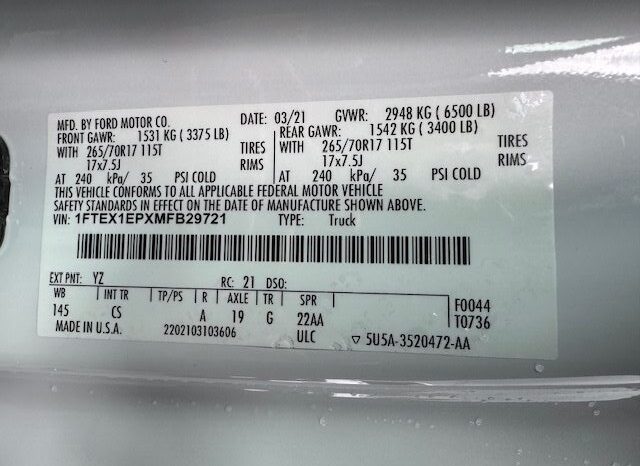 MFD. BY FORD MOTOR CO. DATE: 03/21 GVWR: 2948 KG ( 6500 LB)
FRONT GAWR: 1531 KG ( 3375 LB) REAR GAWR: 1542 KG ( 3400 LB)
WITH 265/70R17 115T TIRES WITH 265/70R17 115T TIRES
17x7.5J RIMS 17x7.5J RIMS
AT 240 kPa/ 35 PSI COLD AT 240 kPa/ 35 PSI COLD
THIS VEHICLE CONFORMS TO ALL APPLICABLE FEDERAL MOTOR VEHICLE
SAFETY STANDARDS IN EFFECT ON THE DATE OF MANUFACTURE SHOWN ABOVE.
VIN: 1FTEX1EPXMFB29721 TYPE: Truck
EXT PNT: YZ RC: 21 DSO:
WB INT TR TP/PS R AXLE TR SPR F0044
145 CS A 19 G 22AA T0736
MADE IN U.S.A. 2202103103606 ULC ▽ 5U5A-3520472-AA